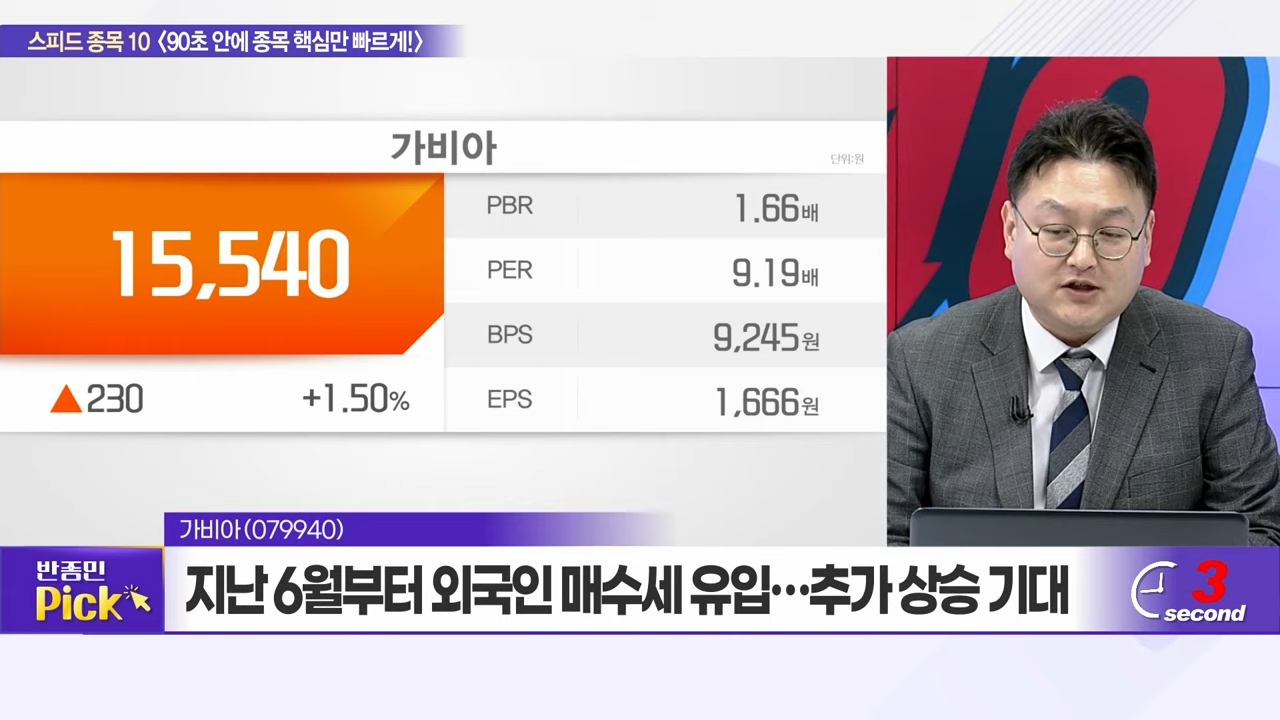 스피드 종목 10 〈90초 안에 종목 핵심만 빠르게!〉
가비아
단위:원
15,540
▲230 +1.50%
PBR 1.66배
PER 9.19배
BPS 9,245원
EPS 1,666원
가비아(079940)
반종민
Pick
지난 6월부터 외국인 매수세 유입…추가 상승 기대
3
second